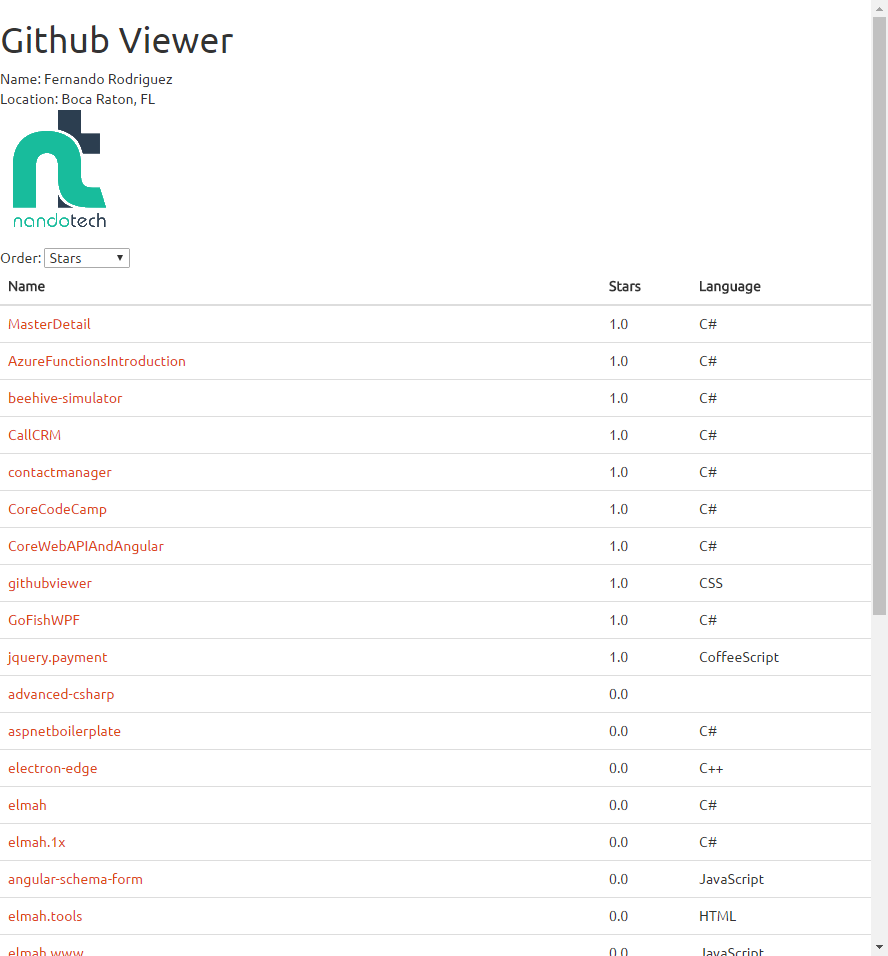 Github Viewer
Name: Fernando Rodriguez
Location: Boca Raton, FL
nandotech
Order: Stars
Name Stars Language
MasterDetail 1.0 C#
AzureFunctionsIntroduction 1.0 C#
beehive-simulator 1.0 C#
CallCRM 1.0 C#
contactmanager 1.0 C#
CoreCodeCamp 1.0 C#
CoreWebAPIAndAngular 1.0 C#
githubviewer 1.0 CSS
GoFishWPF 1.0 C#
jquery.payment 1.0 CoffeeScript
advanced-csharp 0.0
aspnetboilerplate 0.0 C#
electron-edge 0.0 C++
elmah 0.0 C#
elmah.1x 0.0 C#
angular-schema-form 0.0 JavaScript
elmah.tools 0.0 HTML
elmah.www 0.0 JavaScript